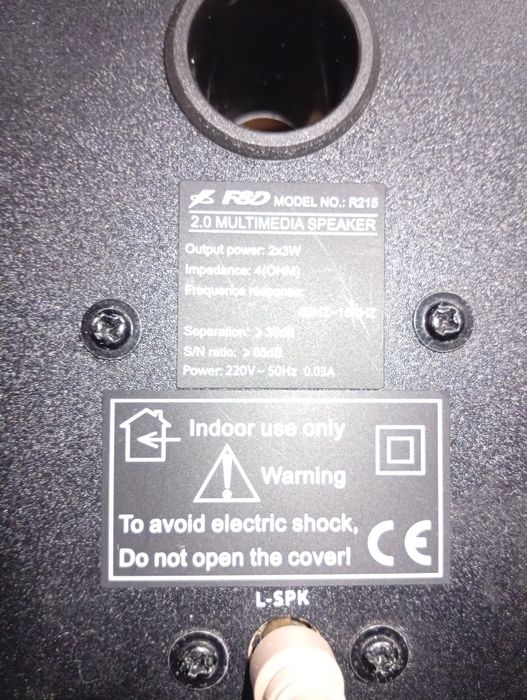 F&D MODEL NO.: R215
2.0 MULTIMEDIA SPEAKER
Output power: 2x3W
Impedance: 4(OHM)
Separation: ≥35dB
S/N ratio: ≥65dB
Power: 220V~50Hz 0.03A
Indoor use only
Warning
To avoid electric shock,
Do not open the cover!
CE
L-SPK